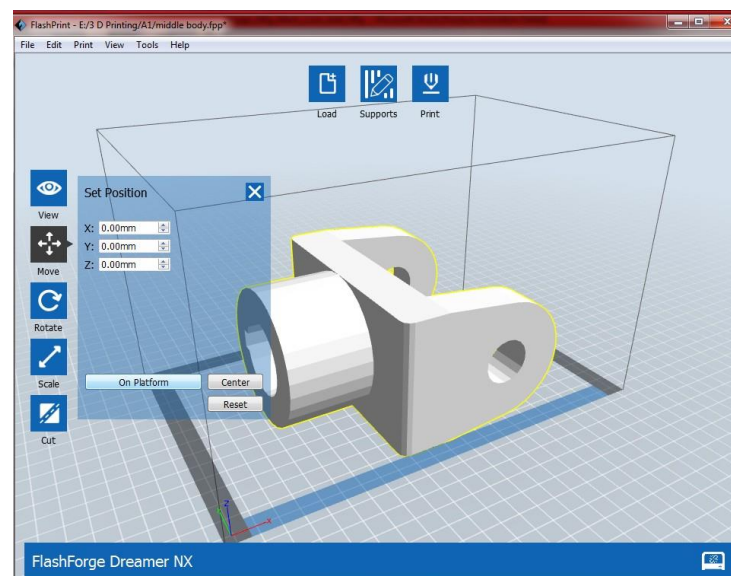 FlashPrint - E:/3 D Printing/A1/middle body.fpp*
File Edit Print View Tools Help
Load Supports Print
View
Move
Rotate
Scale
Cut
Set Position
X: 0.00mm
Y: 0.00mm
Z: 0.00mm
On Platform Center
Reset
z
x
FlashForge Dreamer NX